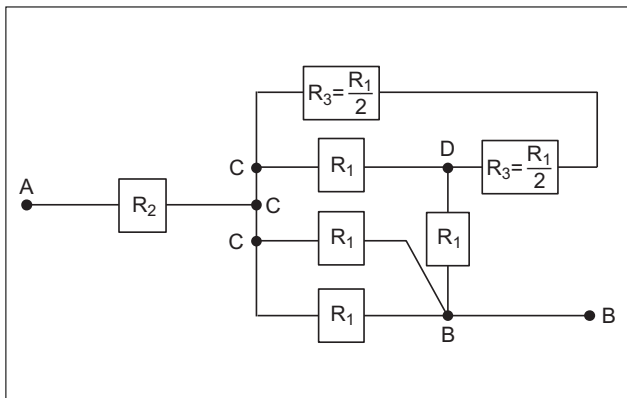 R₃=R₁/2
D
C R₁ R₃=R₁/2
A
R₂ C
C R₁ R₁
R₁
B B